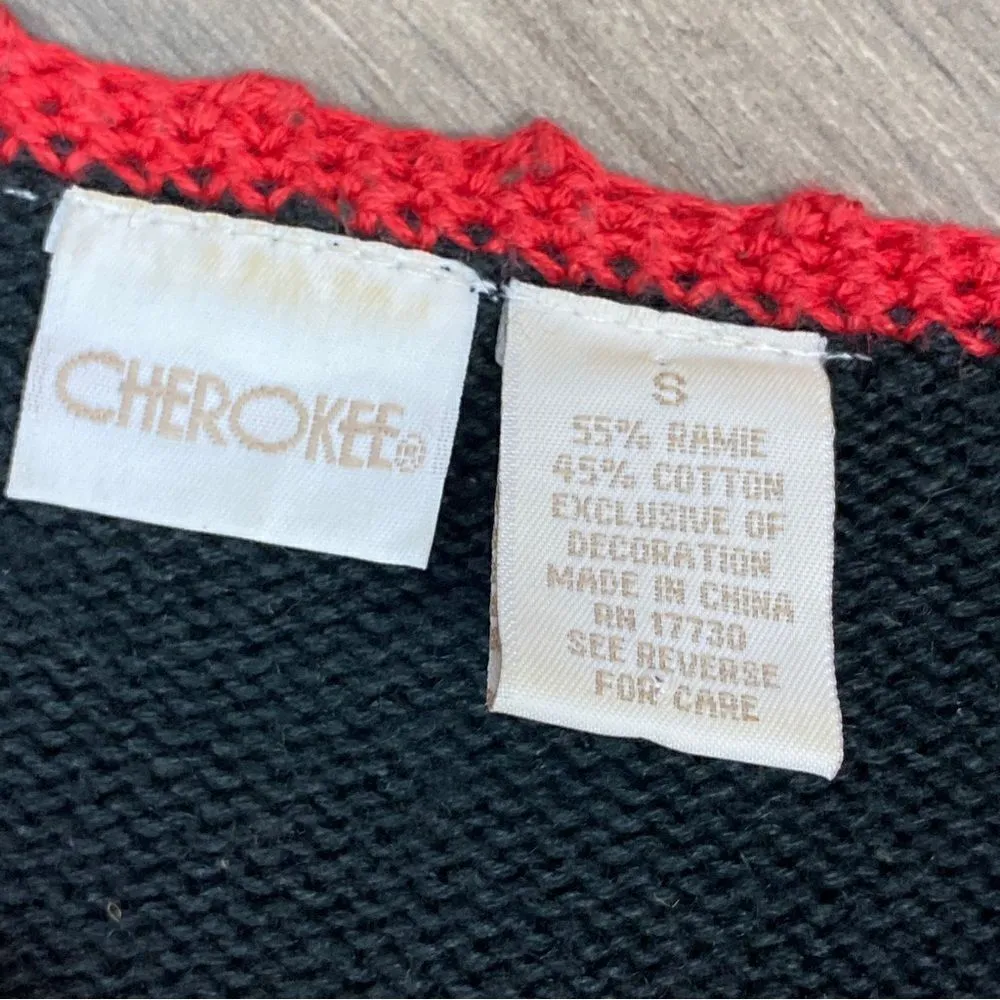 CHEROKEE®
S
55% RAMIE
45% COTTON
EXCLUSIVE OF
DECORATION
MADE IN CHINA
RN 17730
SEE REVERSE
FOR CARE